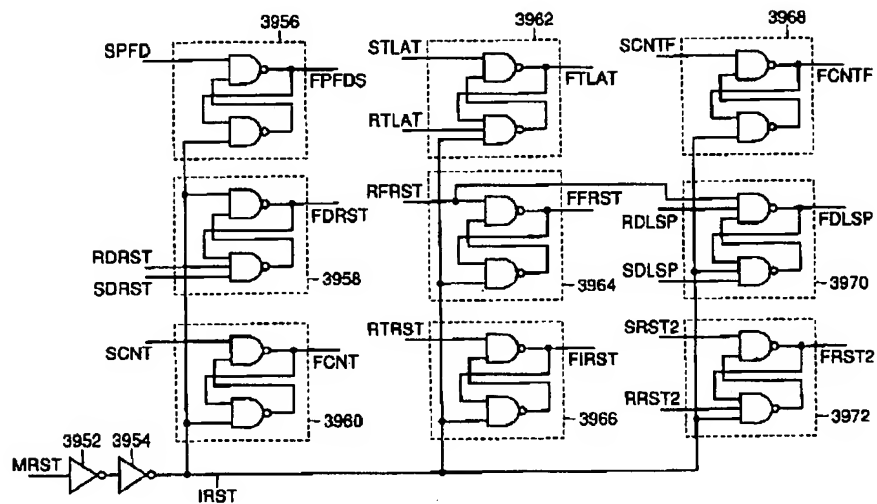 3956
SPFD
FPFDS
3962
STLAT
FTLAT
RTLAT
3968
SCNTF
FCNTF
FDRST
RDRST
SDRST
3958
RFRST
FFRST
3964
RDLSP
FDLSP
SDLSP
3970
SCNT
FCNT
3960
RTRST
FIRST
3966
SRST2
FRST2
RRST2
3972
3952
3954
MRST
IRST